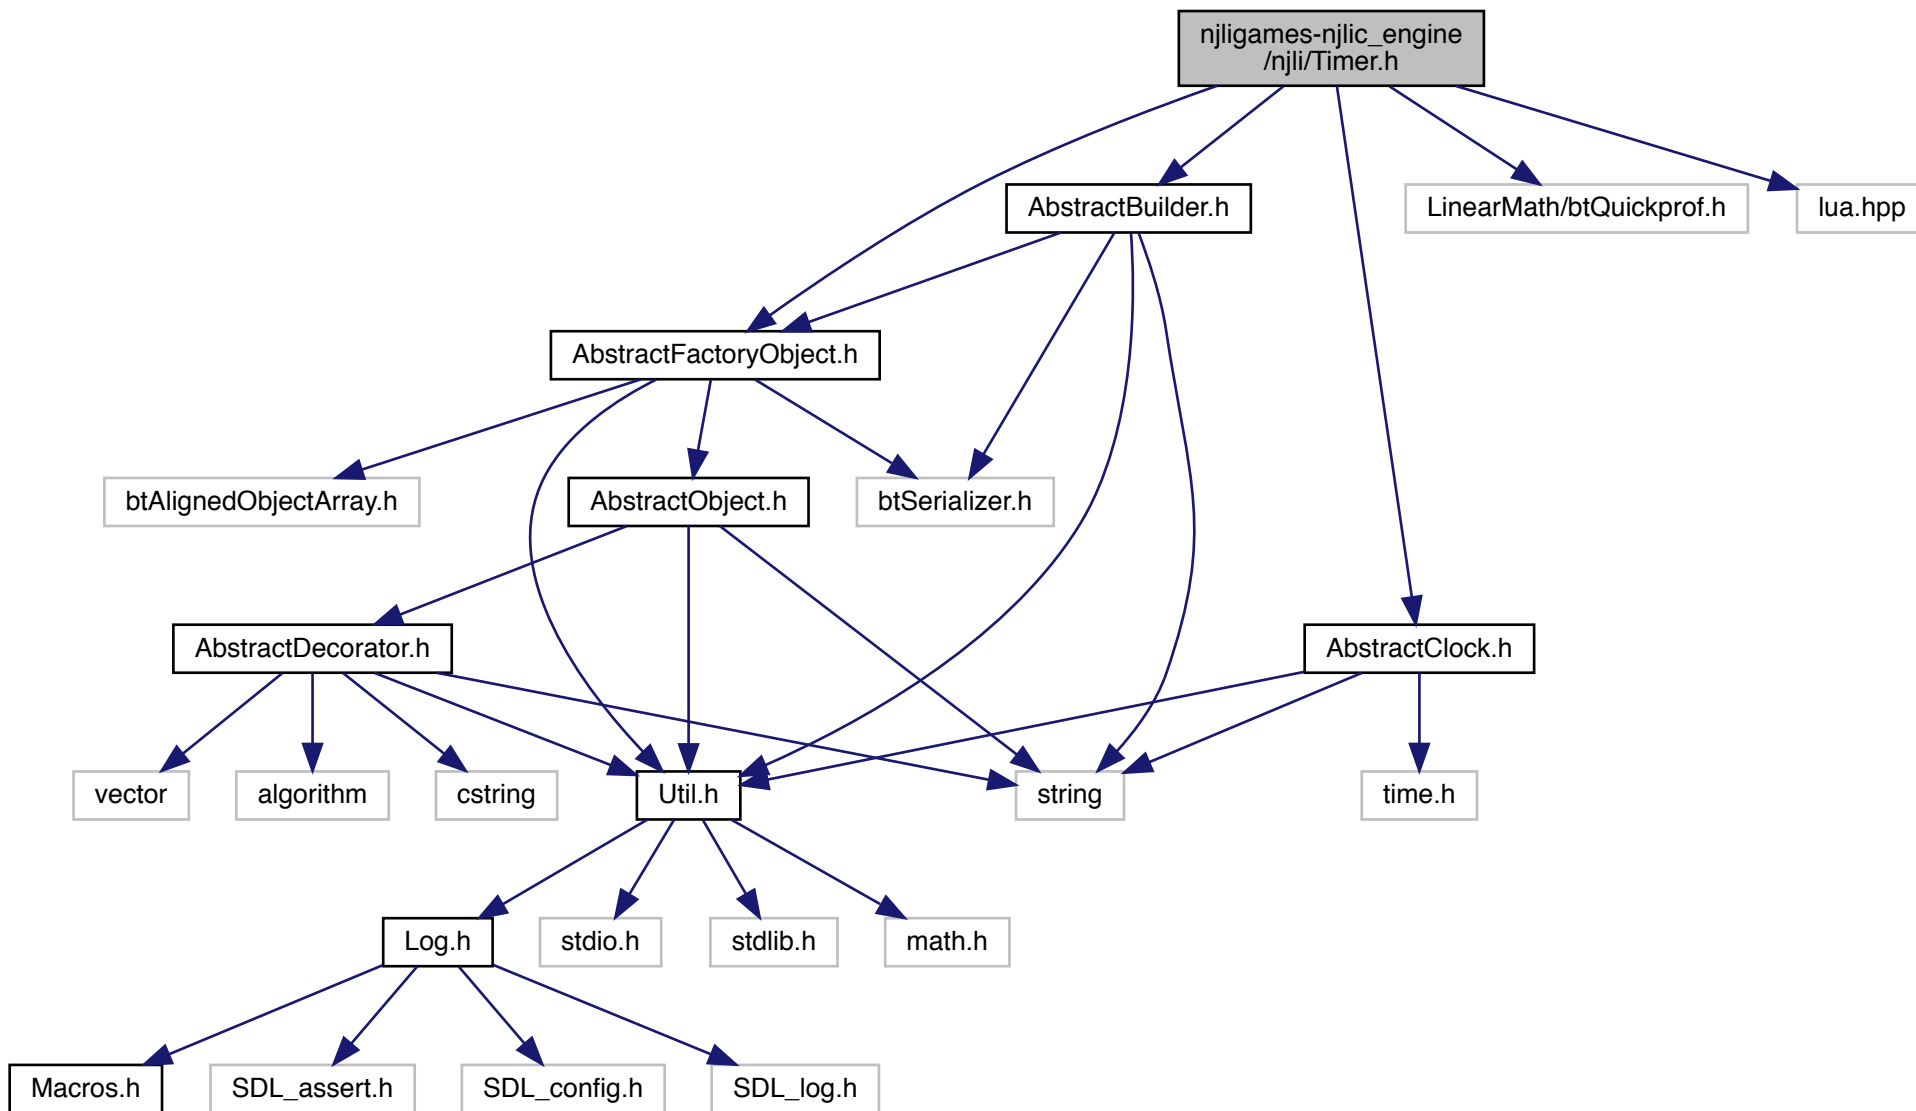 njligames-njlic_engine
/njli/Timer.h
AbstractBuilder.h
LinearMath/btQuickprof.h
lua.hpp
AbstractFactoryObject.h
btAlignedObjectArray.h
AbstractObject.h
btSerializer.h
AbstractDecorator.h
AbstractClock.h
vector
algorithm
cstring
Util.h
string
time.h
Log.h
stdio.h
stdlib.h
math.h
Macros.h
SDL_assert.h
SDL_config.h
SDL_log.h